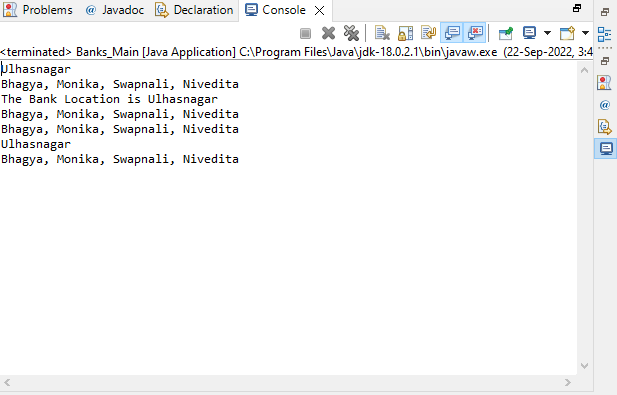 Problems @ Javadoc Declaration Console
<terminated> Banks_Main [Java Application] C:\Program Files\Java\jdk-18.0.2.1\bin\javaw.exe (22-Sep-2022, 3:4
Ulhasnagar
Bhagya, Monika, Swapnali, Nivedita
The Bank Location is Ulhasnagar
Bhagya, Monika, Swapnali, Nivedita
Bhagya, Monika, Swapnali, Nivedita
Ulhasnagar
Bhagya, Monika, Swapnali, Nivedita